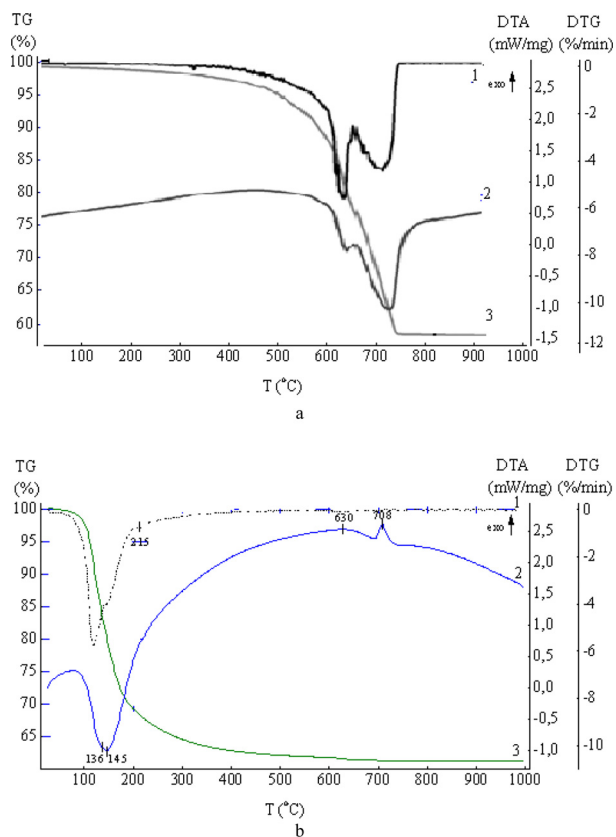 TG DTA DTG
(%) (mW/mg) (%/min)
100 0
1 exo
2,5
95
-2
90 2,0
85 1,5 -4
80 1,0
2 -6
75 0,5
70 0,0 -8
65 -0,5
-10
60 -1,0
3
-1,5 -12
100 200 300 400 500 600 700 800 900 1000
T (°C)
a
TG DTA DTG
(%) (mW/mg) (%/min)
100 630 708 1 0
exo
95 215 2,5
-2
90 2,0
2
85 1,5 -4
80 1,0
-6
75 0,5
70 0,0 -8
65 -0,5
136 145 3 -1,0 -10
200 400 600 800 1000
T (°C)
b